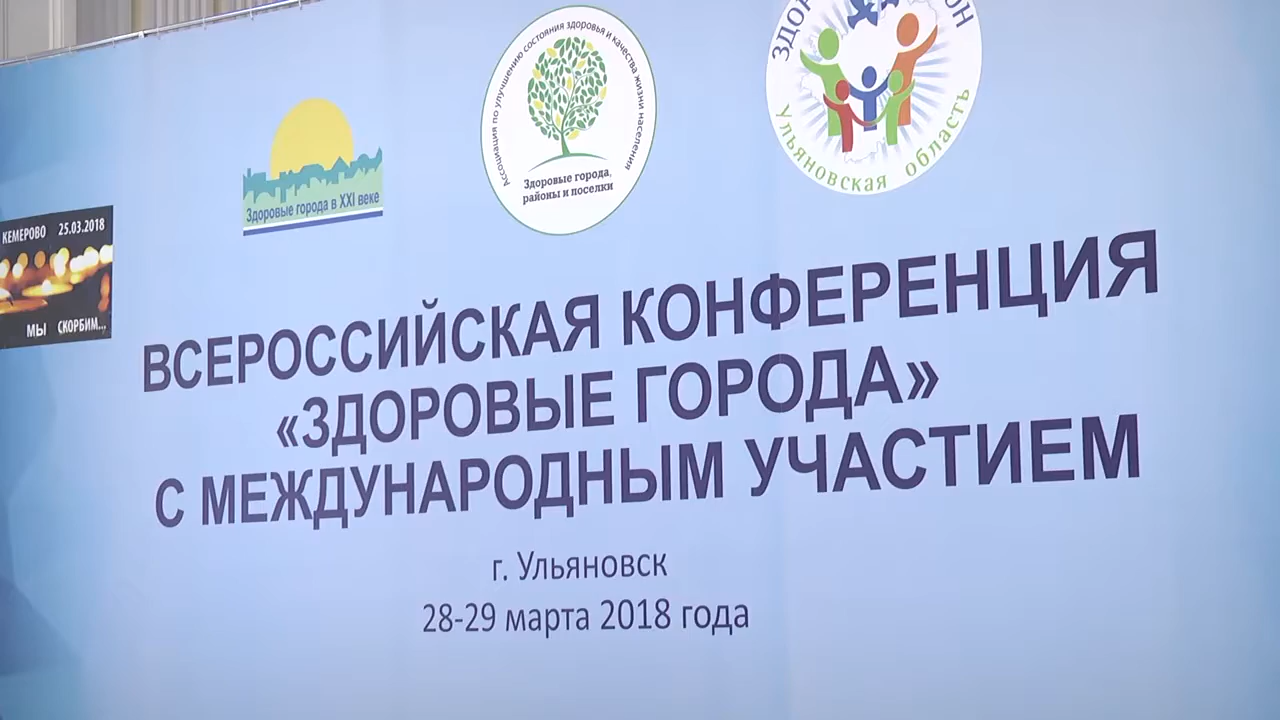 Здоровые города в XXI веке
Ассоциация по улучшению состояния здоровья и качества жизни населения
Здоровые города,
районы и поселки
Ульяновская область
КЕМЕРОВО 25.03.2018
МЫ СКОРБИМ...
ВСЕРОССИЙСКАЯ КОНФЕРЕНЦИЯ
«ЗДОРОВЫЕ ГОРОДА»
С МЕЖДУНАРОДНЫМ УЧАСТИЕМ
г. Ульяновск
28-29 марта 2018 года